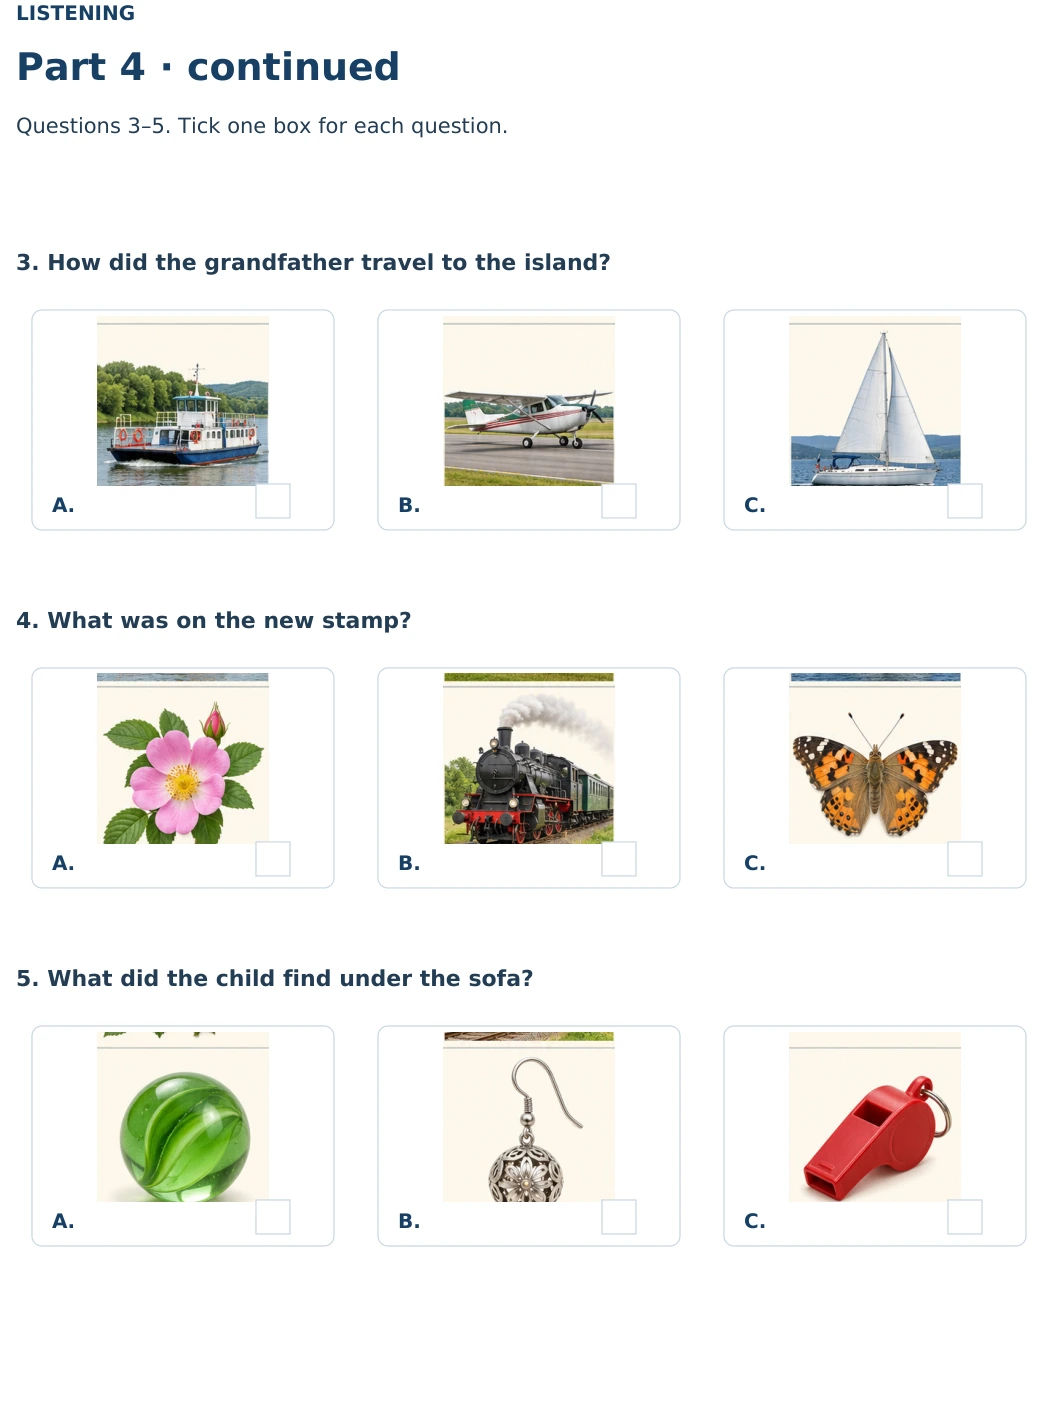 LISTENING
Part 4 · continued
Questions 3–5. Tick one box for each question.
3. How did the grandfather travel to the island?
A.
B.
C.
4. What was on the new stamp?
A.
B.
C.
5. What did the child find under the sofa?
A.
B.
C.